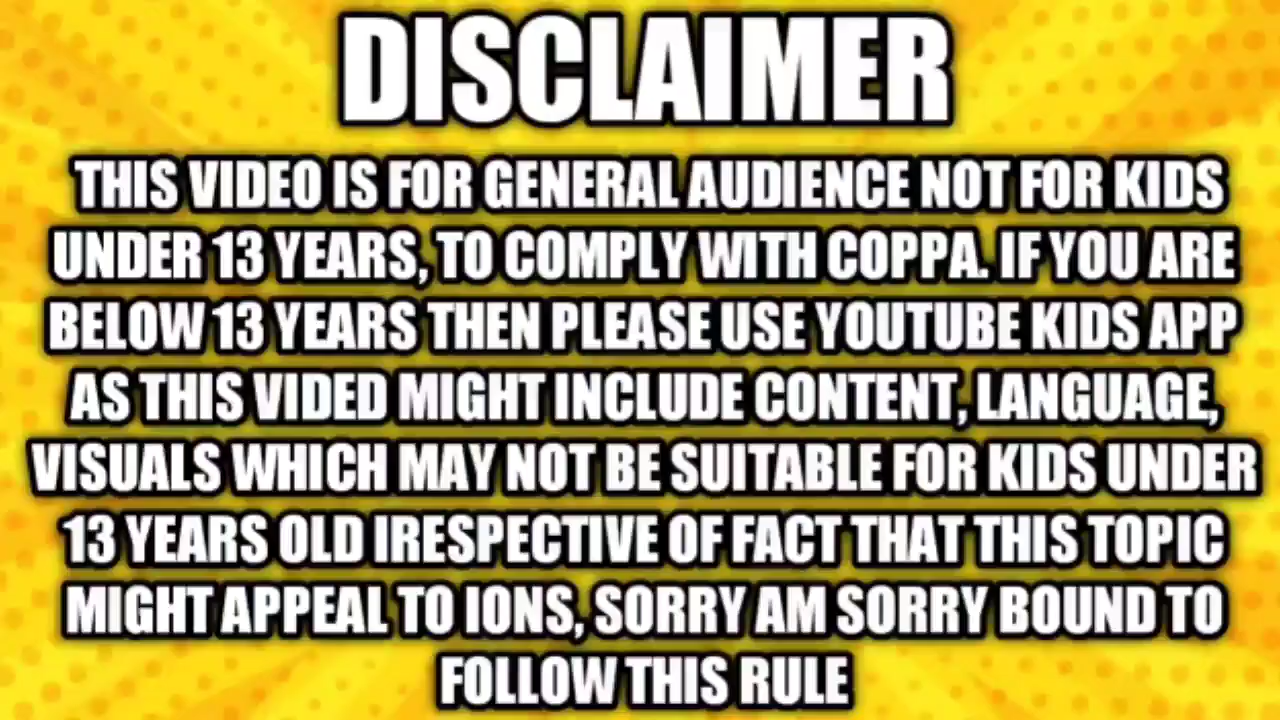 DISCLAIMER
THIS VIDEO IS FOR GENERAL AUDIENCE NOT FOR KIDS
UNDER 13 YEARS, TO COMPLY WITH COPPA. IF YOU ARE
BELOW 13 YEARS THEN PLEASE USE YOUTUBE KIDS APP
AS THIS VIDED MIGHT INCLUDE CONTENT, LANGUAGE,
VISUALS WHICH MAY NOT BE SUITABLE FOR KIDS UNDER
13 YEARS OLD IRESPECTIVE OF FACT THAT THIS TOPIC
MIGHT APPEAL TO IONS, SORRY AM SORRY BOUND TO
FOLLOW THIS RULE